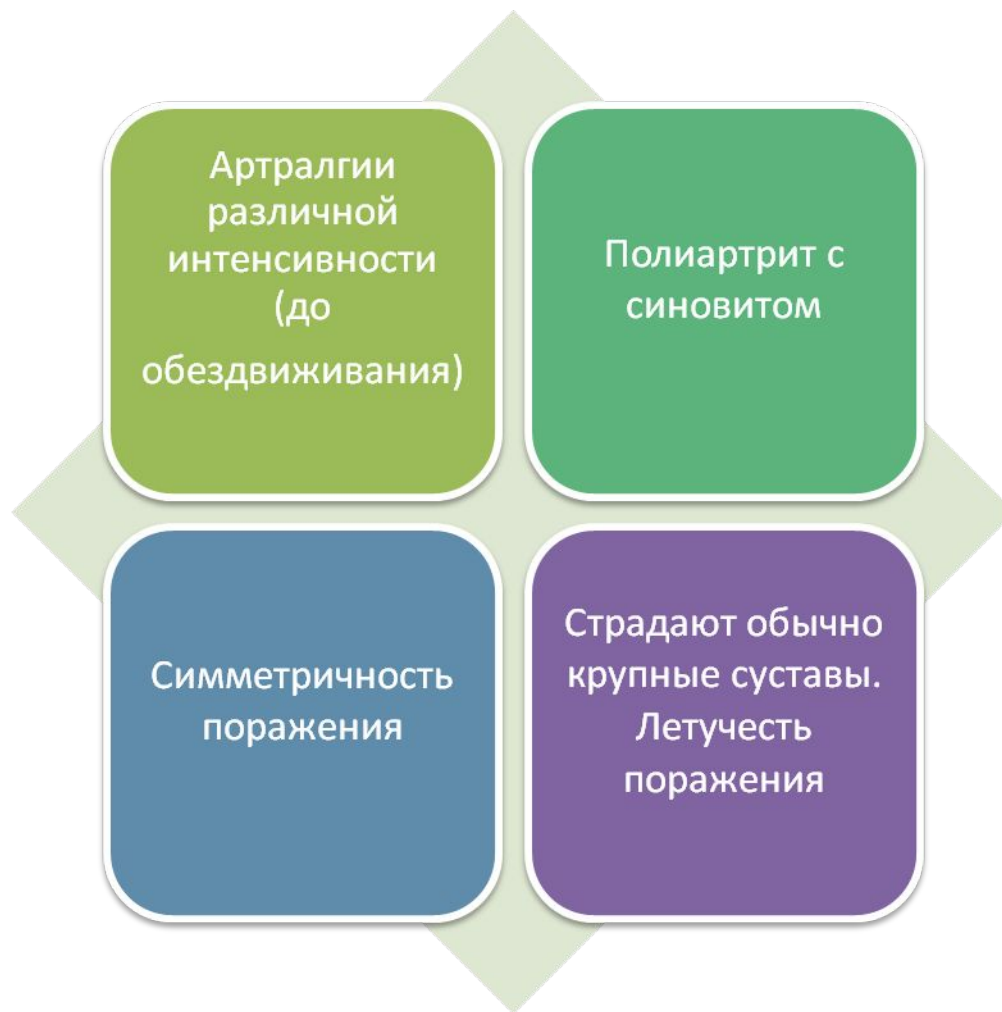 Артралгии
различной
интенсивности
(до
обездвиживания)
Полиартрит с
синовитом
Симметричность
поражения
Страдают обычно
крупные суставы.
Летучесть
поражения